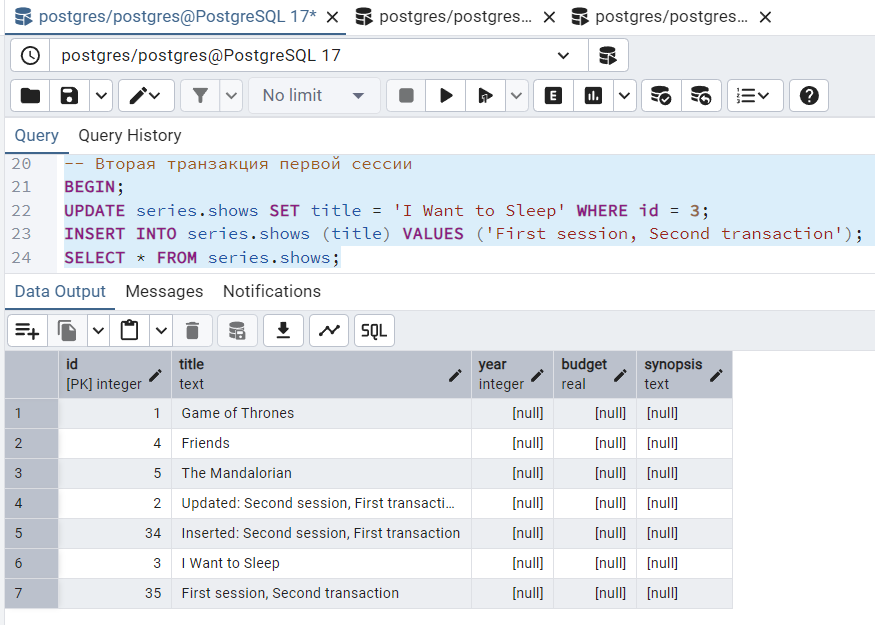 postgres/postgres@PostgreSQL 17*
postgres/postgres...
postgres/postgres...
postgres/postgres@PostgreSQL 17
No limit
E
Query Query History
20 -- Вторая транзакция первой сессии
21 BEGIN;
22 UPDATE series.shows SET title = 'I Want to Sleep' WHERE id = 3;
23 INSERT INTO series.shows (title) VALUES ('First session, Second transaction');
24 SELECT * FROM series.shows;
Data Output Messages Notifications
SQL
id title year budget synopsis
[PK] integer text integer real text
1 1 Game of Thrones [null] [null] [null]
2 4 Friends [null] [null] [null]
3 5 The Mandalorian [null] [null] [null]
4 2 Updated: Second session, First transacti... [null] [null] [null]
5 34 Inserted: Second session, First transaction [null] [null] [null]
6 3 I Want to Sleep [null] [null] [null]
7 35 First session, Second transaction [null] [null] [null]